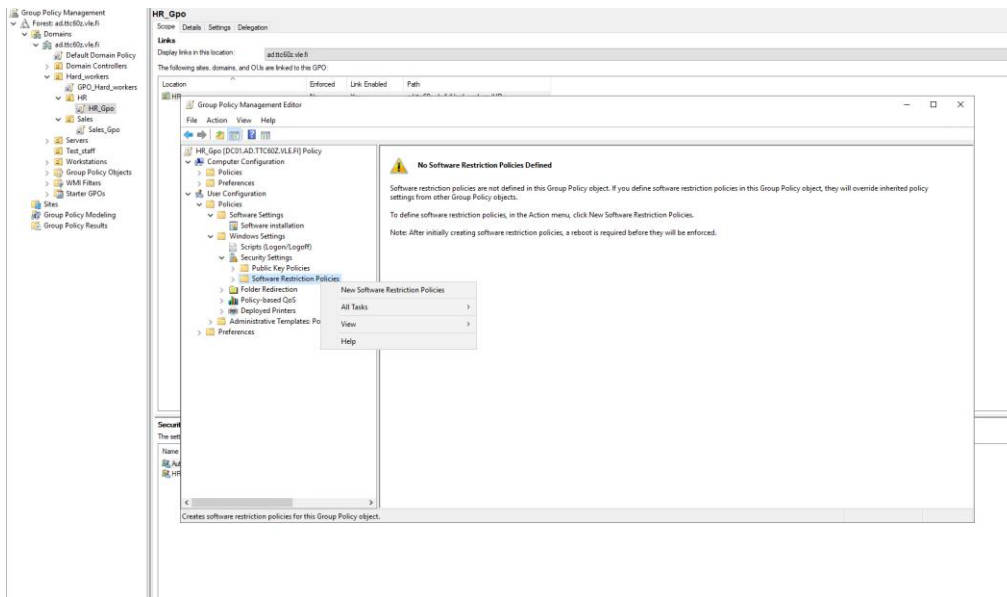 Group Policy Management
Forest: ad.ttc60z.vle.fi
Domains
ad.ttc60z.vle.fi
Default Domain Policy
Domain Controllers
Hard_workers
GPO_Hard_workers
HR
HR_Gpo
Sales
Sales_Gpo
Servers
Test_staff
Workstations
Group Policy Objects
WMI Filters
Starter GPOs
Sites
Group Policy Modeling
Group Policy Results
HR_Gpo
Scope Details Settings Delegation
Links
Display links in this location: ad.ttc60z.vle.fi
The following sites, domains, and OUs are linked to this GPO:
Location Enforced Link Enabled Path
HR
Group Policy Management Editor
File Action View Help
HR_Gpo [DC01.AD.TTC60Z.VLE.FI] Policy
Computer Configuration
Policies
Preferences
User Configuration
Policies
Software Settings
Software installation
Windows Settings
Scripts (Logon/Logoff)
Security Settings
Public Key Policies
Software Restriction Policies
Folder Redirection
Policy-based QoS
Deployed Printers
Administrative Templates: Po
Preferences
New Software Restriction Policies
All Tasks
View
Help
No Software Restriction Policies Defined
Software restriction policies are not defined in this Group Policy object. If you define software restriction policies in this Group Policy object, they will override inherited policy
settings from other Group Policy objects.
To define software restriction policies, in the Action menu, click New Software Restriction Policies.
Note: After initially creating software restriction policies, a reboot is required before they will be enforced.
Securit
The sett
Name
Aut
HR
Creates software restriction policies for this Group Policy object.